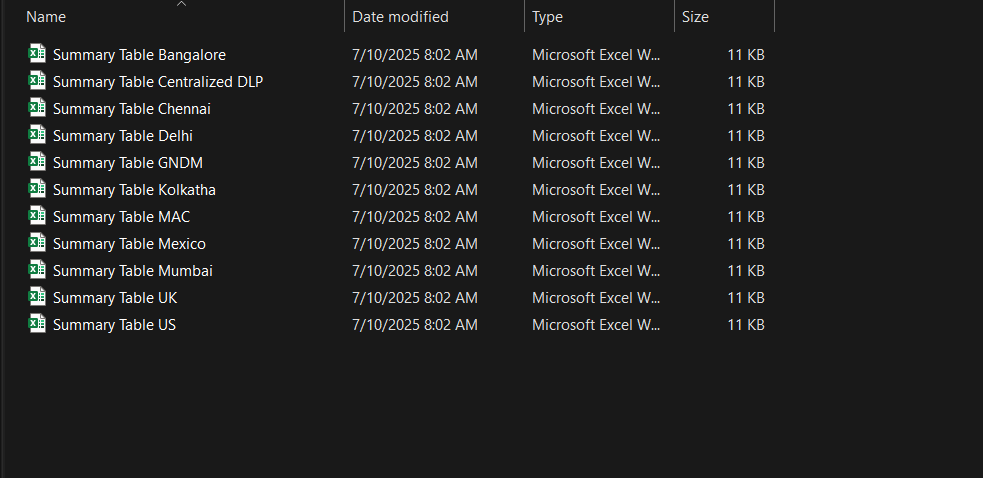 Name Date modified Type Size
Summary Table Bangalore 7/10/2025 8:02 AM Microsoft Excel W... 11 KB
Summary Table Centralized DLP 7/10/2025 8:02 AM Microsoft Excel W... 11 KB
Summary Table Chennai 7/10/2025 8:02 AM Microsoft Excel W... 11 KB
Summary Table Delhi 7/10/2025 8:02 AM Microsoft Excel W... 11 KB
Summary Table GNDM 7/10/2025 8:02 AM Microsoft Excel W... 11 KB
Summary Table Kolkatha 7/10/2025 8:02 AM Microsoft Excel W... 11 KB
Summary Table MAC 7/10/2025 8:02 AM Microsoft Excel W... 11 KB
Summary Table Mexico 7/10/2025 8:02 AM Microsoft Excel W... 11 KB
Summary Table Mumbai 7/10/2025 8:02 AM Microsoft Excel W... 11 KB
Summary Table UK 7/10/2025 8:02 AM Microsoft Excel W... 11 KB
Summary Table US 7/10/2025 8:02 AM Microsoft Excel W... 11 KB